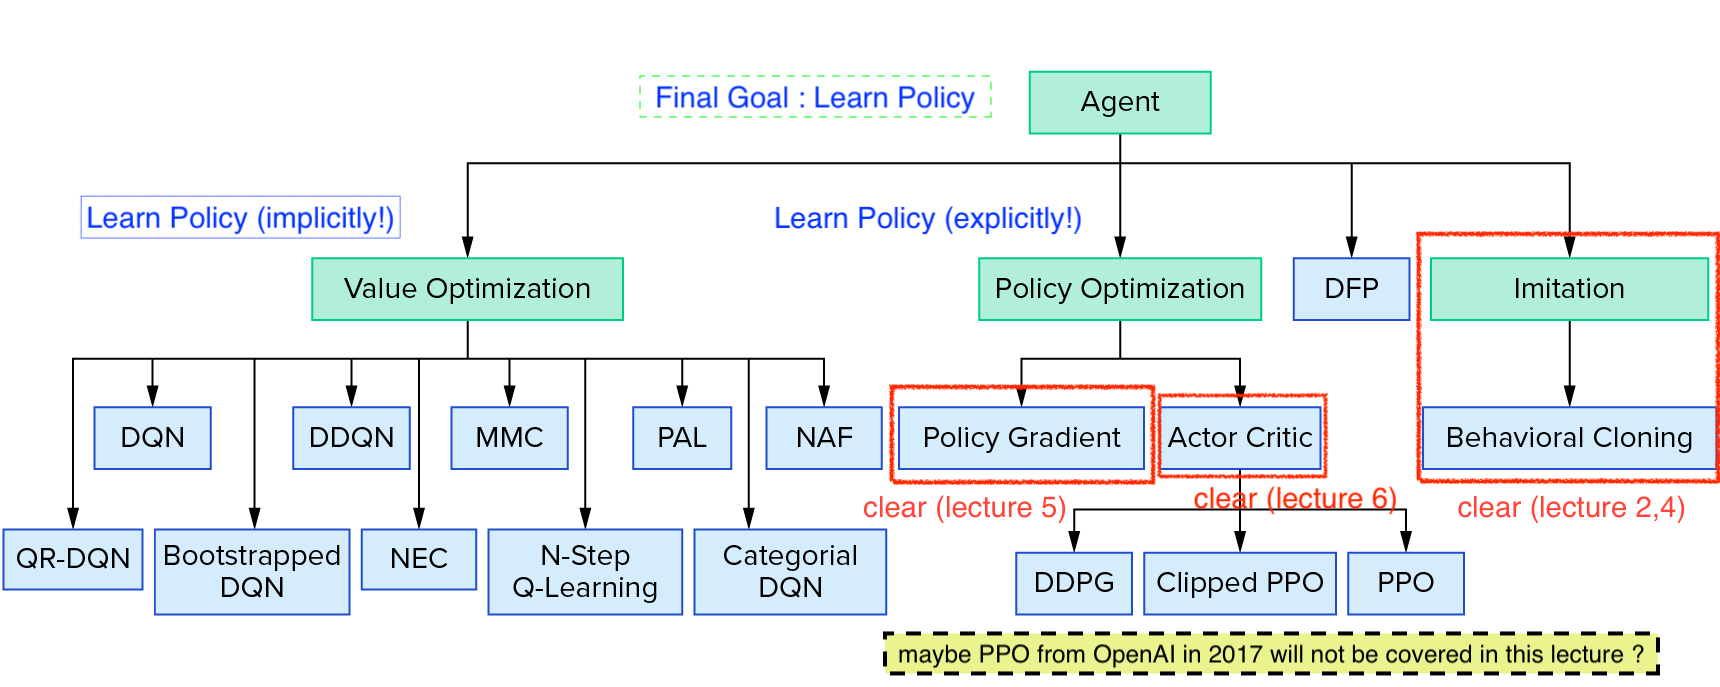 Final Goal : Learn Policy
Agent
Learn Policy (implicitly!)
Learn Policy (explicitly!)
Value Optimization
Policy Optimization
DFP
Imitation
DQN
DDQN
MMC
PAL
NAF
Policy Gradient
Actor Critic
Behavioral Cloning
clear (lecture 5)
clear (lecture 6)
clear (lecture 2,4)
QR-DQN
Bootstrapped
DQN
NEC
N-Step
Q-Learning
Categorial
DQN
DDPG
Clipped PPO
PPO
maybe PPO from OpenAI in 2017 will not be covered in this lecture ?